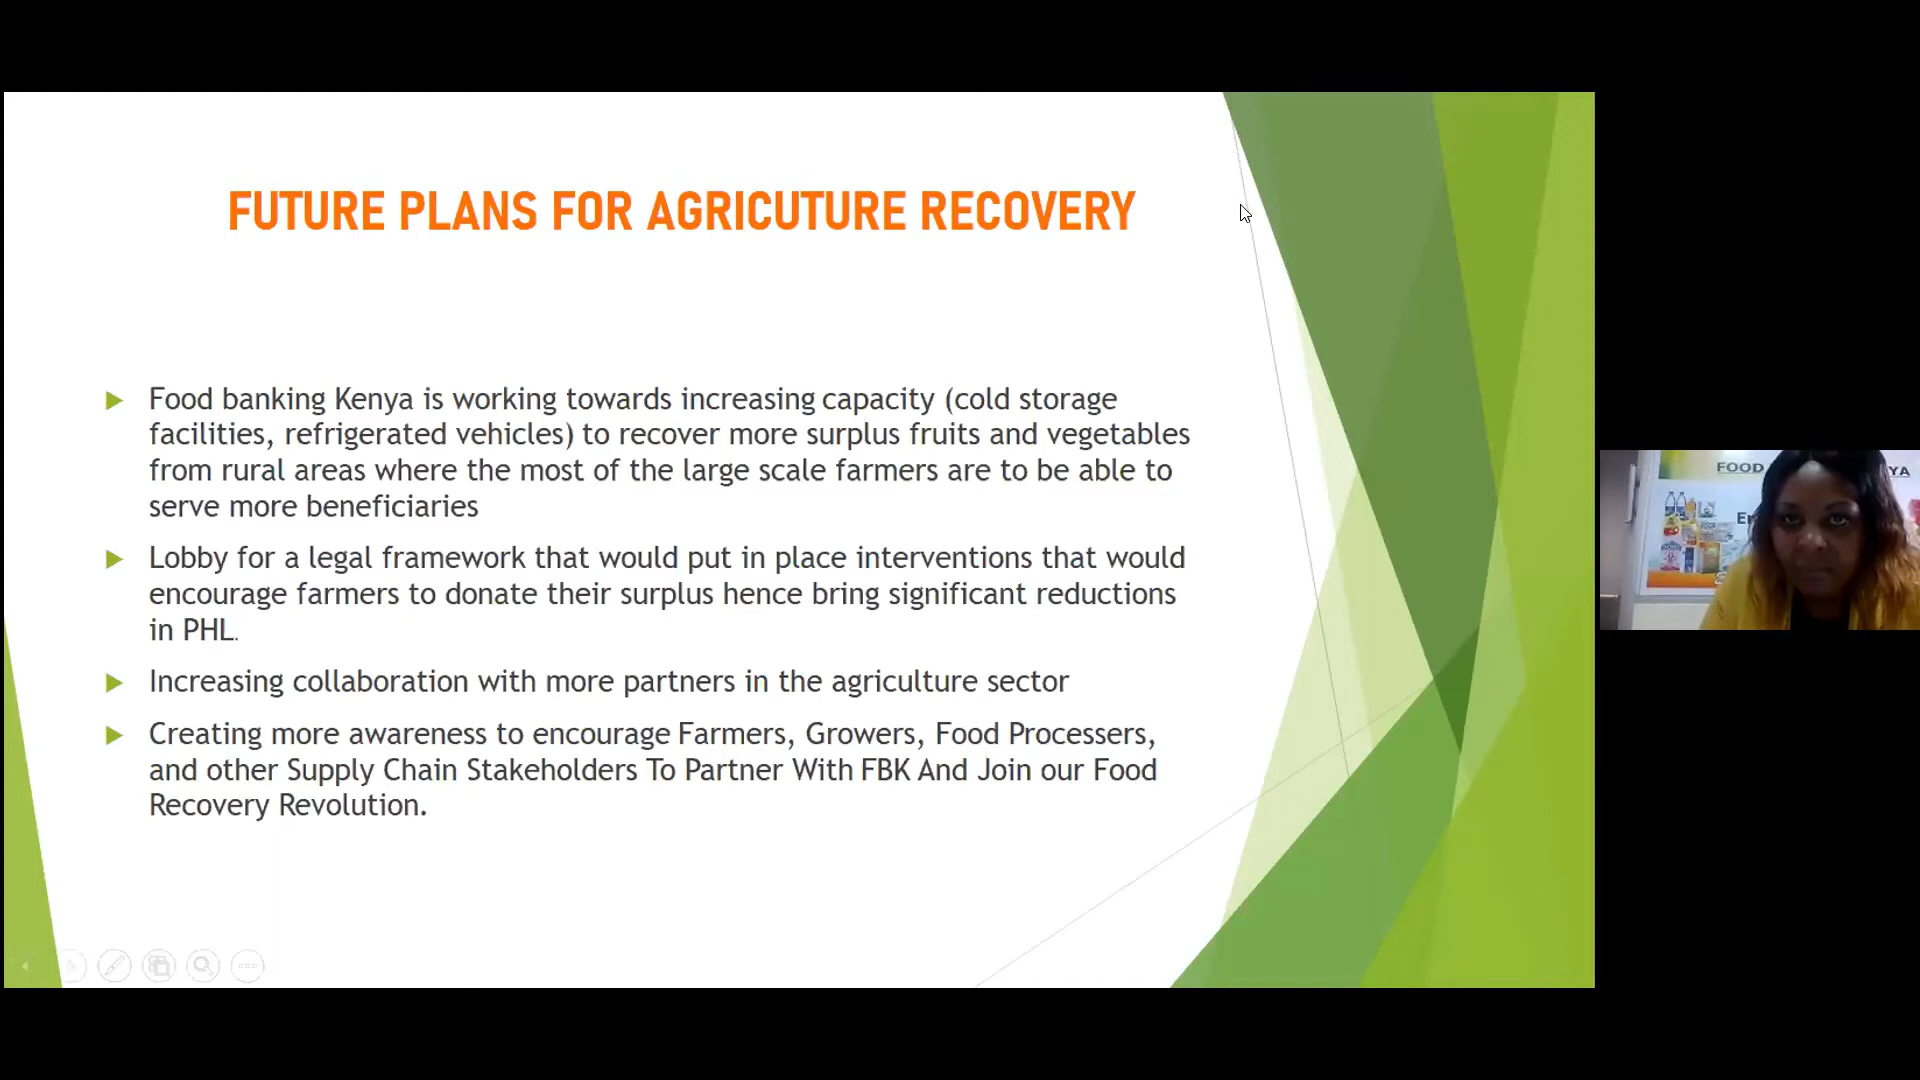 FUTURE PLANS FOR AGRICUTURE RECOVERY
Food banking Kenya is working towards increasing capacity (cold storage
facilities, refrigerated vehicles) to recover more surplus fruits and vegetables
from rural areas where the most of the large scale farmers are to be able to
serve more beneficiaries
Lobby for a legal framework that would put in place interventions that would
encourage farmers to donate their surplus hence bring significant reductions
in PHL.
Increasing collaboration with more partners in the agriculture sector
Creating more awareness to encourage Farmers, Growers, Food Processers,
and other Supply Chain Stakeholders To Partner With FBK And Join our Food
Recovery Revolution.
FOOD